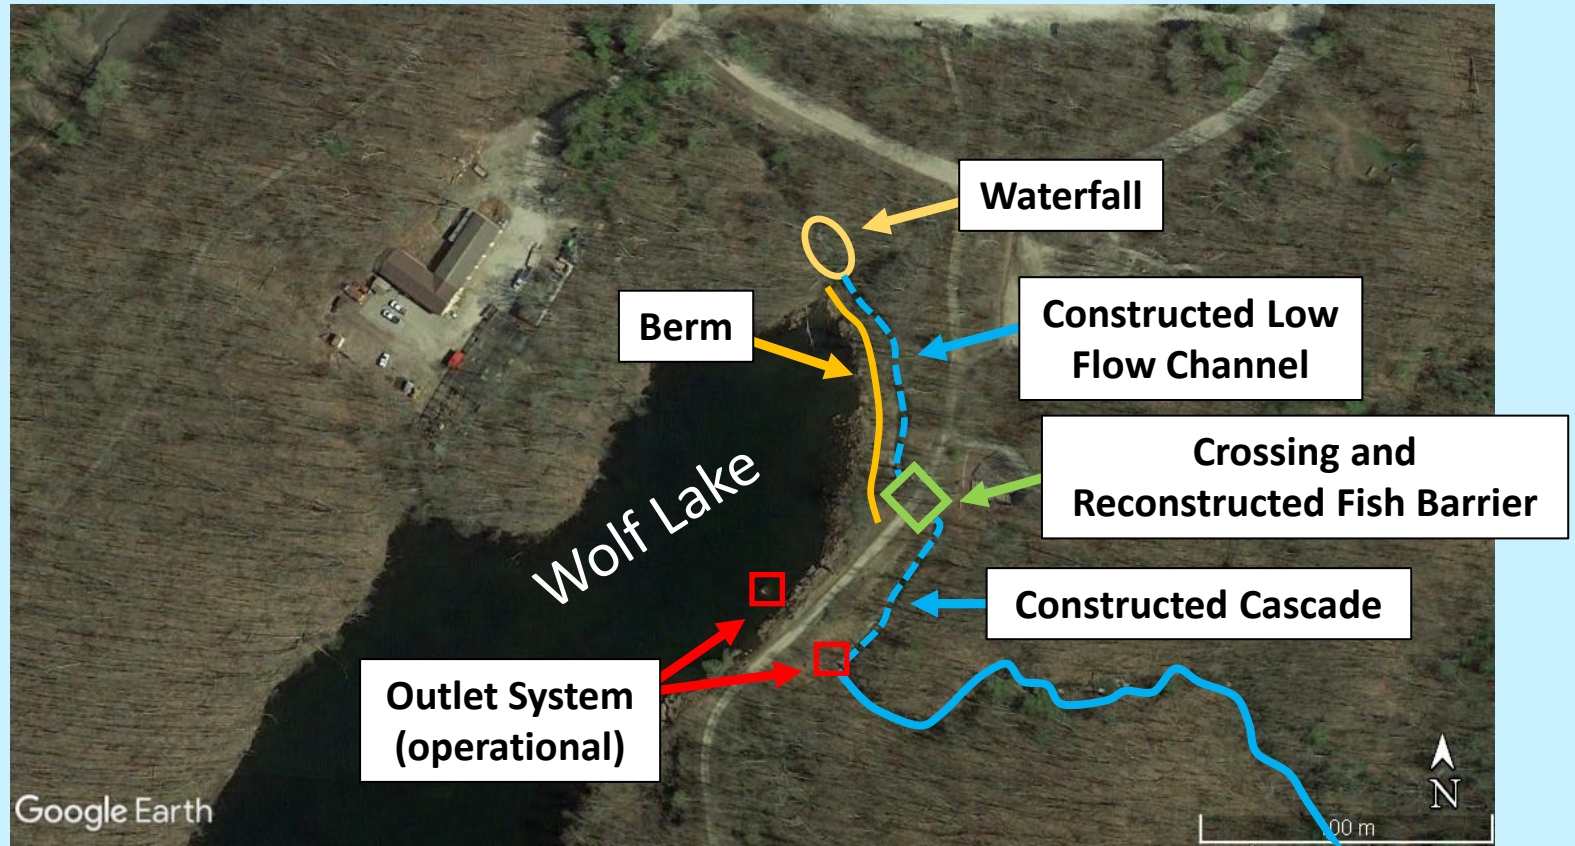 Waterfall
Constructed Low
Flow Channel
Berm
Crossing and
Reconstructed Fish Barrier
Wolf Lake
Constructed Cascade
Outlet System
(operational)
N
Google Earth
100 m